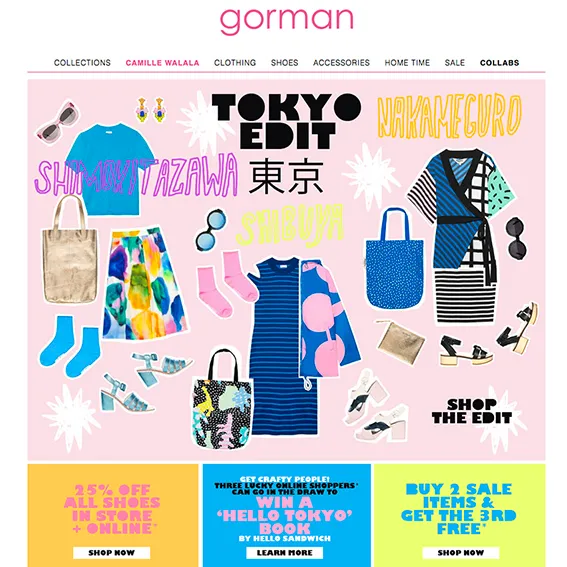 gorman
COLLECTIONS CAMILLE WALALA CLOTHING SHOES ACCESSORIES HOME TIME SALE COLLABS
TOKYO
EDIT
東京
NAKAMEGURO
SHIMOKITAZAWA
SHIBUYA
SHOP
THE EDIT
25% OFF
ALL SHOES
IN STORE
+ ONLINE*
SHOP NOW
GET CRAFTY PEOPLE!
THREE LUCKY ONLINE SHOPPERS*
CAN GO IN THE DRAW TO
WIN A
'HELLO TOKYO'
BOOK
BY HELLO SANDWICH
LEARN MORE
BUY 2 SALE
ITEMS &
GET THE 3RD
FREE*
SHOP NOW